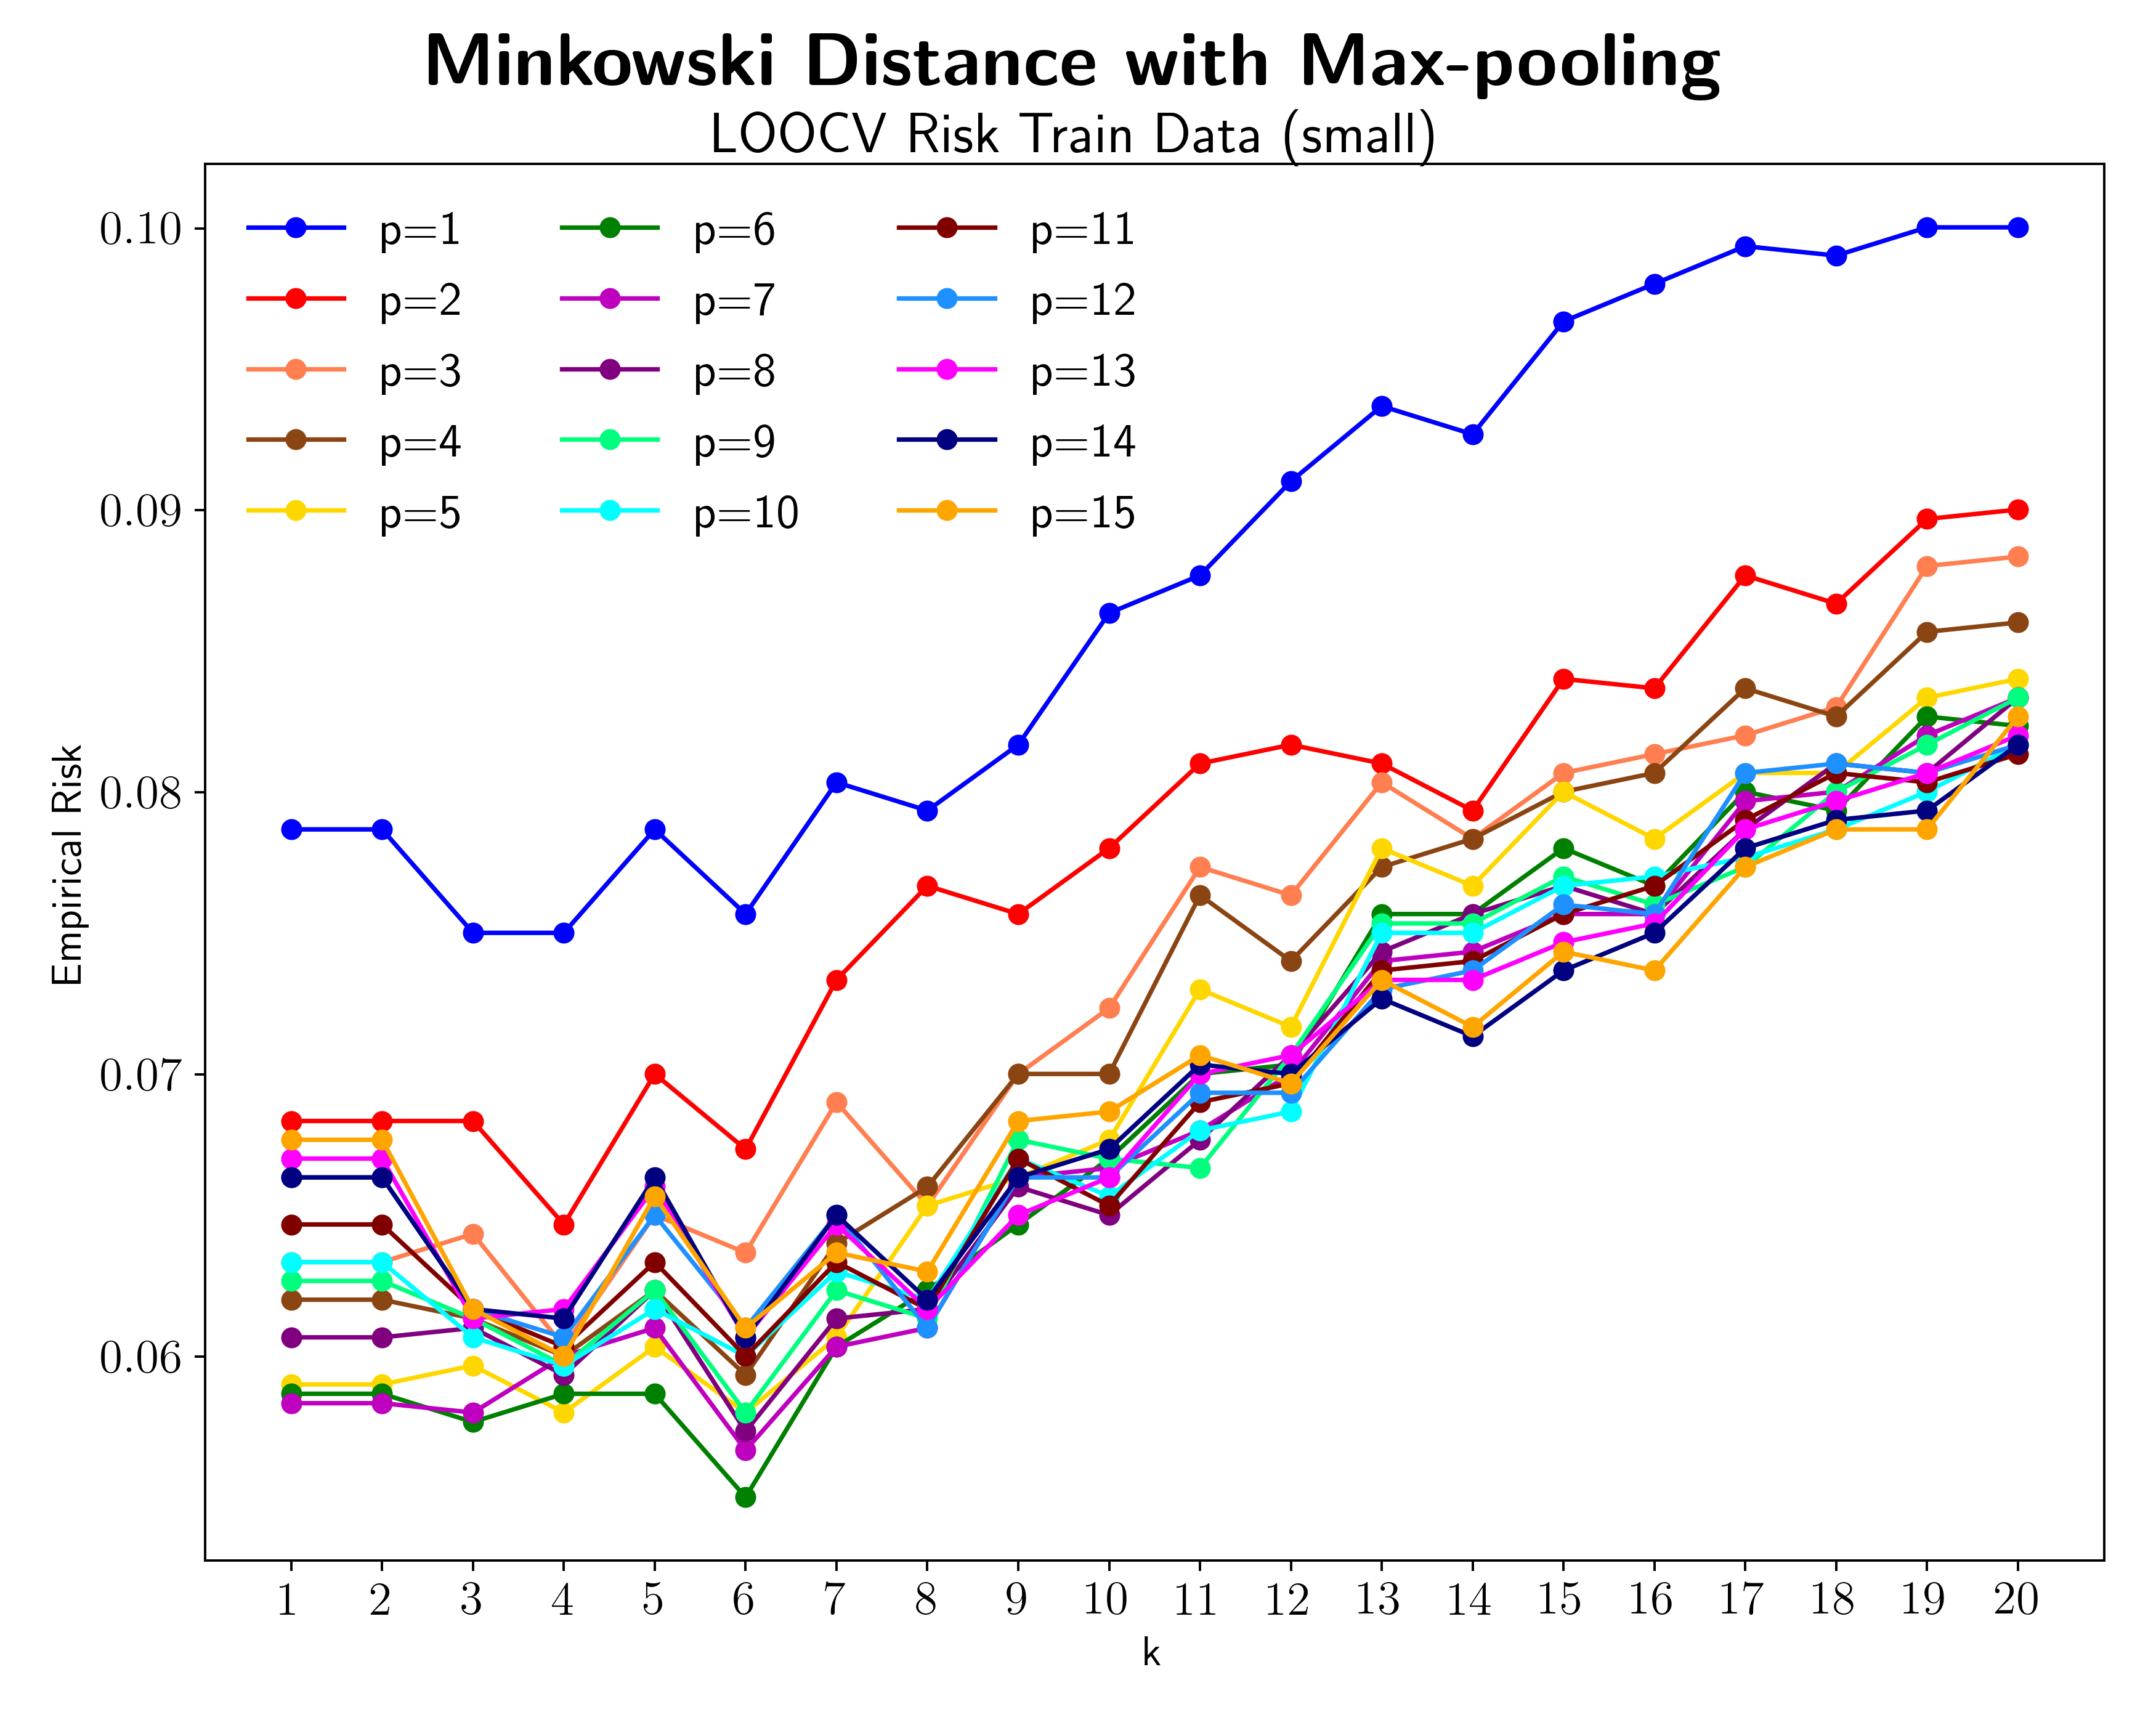 Minkowski Distance with Max-pooling
LOOCV Risk Train Data (small)
p=1
p=2
p=3
p=4
p=5
p=6
p=7
p=8
p=9
p=10
p=11
p=12
p=13
p=14
p=15
Empirical Risk
0.10
0.09
0.08
0.07
0.06
1 2 3 4 5 6 7 8 9 10 11 12 13 14 15 16 17 18 19 20
k